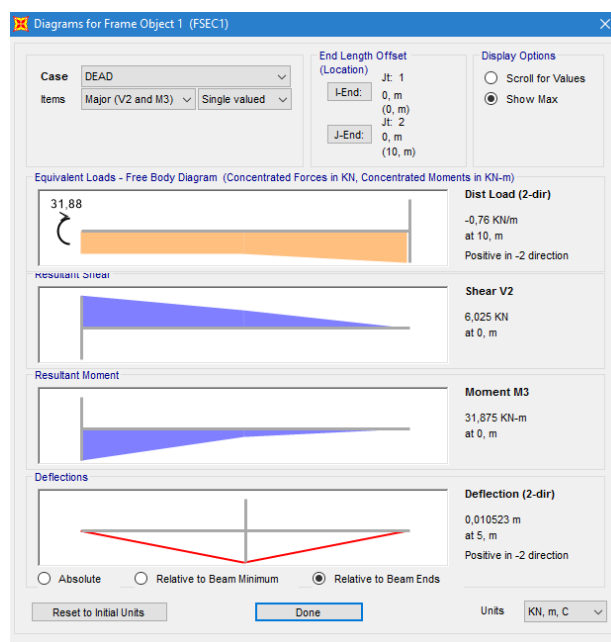 Diagrams for Frame Object 1 (FSEC1)
Case DEAD
Items Major (V2 and M3) Single valued
End Length Offset
(Location)
Jt: 1
I-End: 0, m
(0, m)
Jt: 2
J-End: 0, m
(10, m)
Display Options
Scroll for Values
Show Max
Equivalent Loads - Free Body Diagram (Concentrated Forces in KN, Concentrated Moments in KN-m)
31,88
Dist Load (2-dir)
-0,76 KN/m
at 10, m
Positive in -2 direction
Resultant Shear
Shear V2
6,025 KN
at 0, m
Resultant Moment
Moment M3
31,875 KN-m
at 0, m
Deflections
Deflection (2-dir)
0,010523 m
at 5, m
Positive in -2 direction
Absolute Relative to Beam Minimum Relative to Beam Ends
Reset to Initial Units Done Units KN, m, C